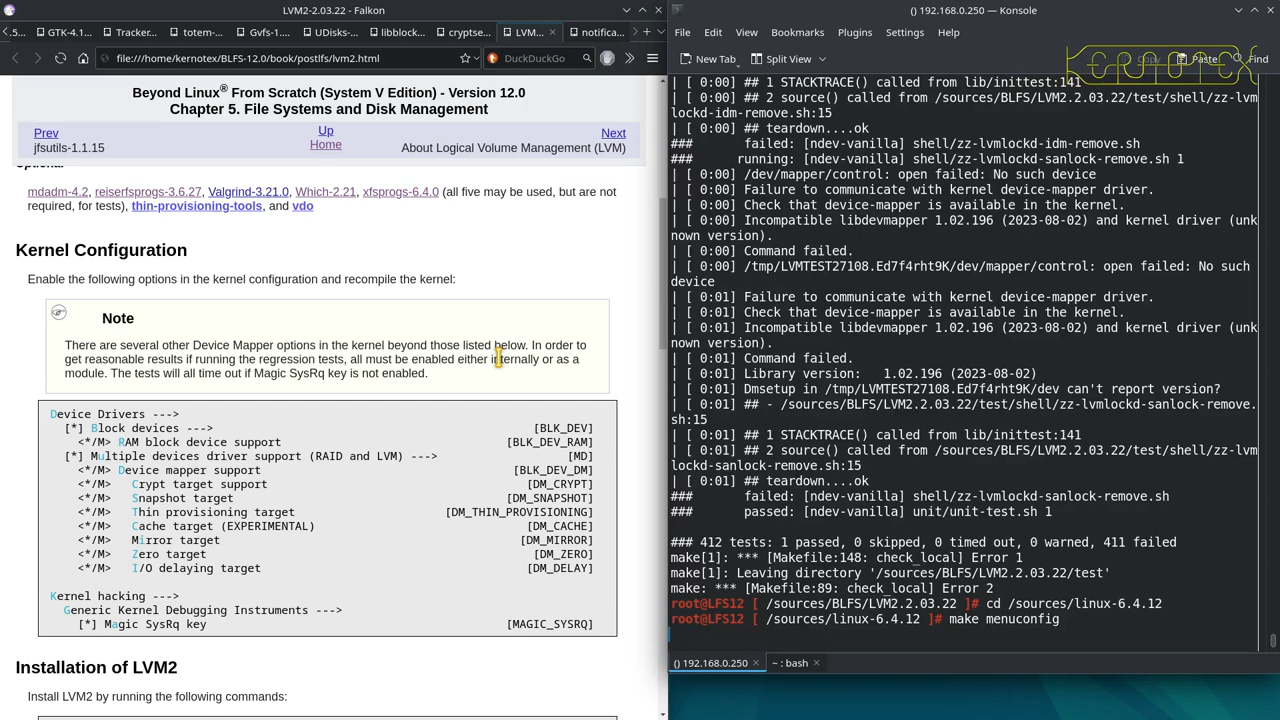 LVM2-2.03.22 — Falkon
.5...
GTK-4.1...
Tracker...
totem-...
Gvfs-1....
UDisks-...
libblock...
cryptse...
LVM...
notifica...
file:///home/kernotex/BLFS-12.0/book/postlfs/lvm2.html
DuckDuckGo
Beyond Linux® From Scratch (System V Edition) - Version 12.0
Chapter 5. File Systems and Disk Management
Prev Up Next
jfsutils-1.1.15 Home About Logical Volume Management (LVM)
Optional
mdadm-4.2, reiserfsprogs-3.6.27, Valgrind-3.21.0, Which-2.21, xfsprogs-6.4.0 (all five may be used, but are not
required, for tests), thin-provisioning-tools, and vdo
Kernel Configuration
Enable the following options in the kernel configuration and recompile the kernel:
Note
There are several other Device Mapper options in the kernel beyond those listed below. In order to
get reasonable results if running the regression tests, all must be enabled either internally or as a
module. The tests will all time out if Magic SysRq key is not enabled.
Device Drivers --->
[*] Block devices ---> [BLK_DEV]
<*/M> RAM block device support [BLK_DEV_RAM]
[*] Multiple devices driver support (RAID and LVM) ---> [MD]
<*/M> Device mapper support [BLK_DEV_DM]
<*/M> Crypt target support [DM_CRYPT]
<*/M> Snapshot target [DM_SNAPSHOT]
<*/M> Thin provisioning target [DM_THIN_PROVISIONING]
<*/M> Cache target (EXPERIMENTAL) [DM_CACHE]
<*/M> Mirror target [DM_MIRROR]
<*/M> Zero target [DM_ZERO]
<*/M> I/O delaying target [DM_DELAY]
Kernel hacking --->
Generic Kernel Debugging Instruments --->
[*] Magic SysRq key [MAGIC_SYSRQ]
Installation of LVM2
Install LVM2 by running the following commands:
() 192.168.0.250 — Konsole
File Edit View Bookmarks Plugins Settings Help
New Tab Split View Copy Paste Find
KERNOTEX
| [ 0:00] ## 1 STACKTRACE() called from lib/inittest:141
| [ 0:00] ## 2 source() called from /sources/BLFS/LVM2.2.03.22/test/shell/zz-lvm
lockd-idm-remove.sh:15
| [ 0:00] ## teardown....ok
### failed: [ndev-vanilla] shell/zz-lvmlockd-idm-remove.sh
### running: [ndev-vanilla] shell/zz-lvmlockd-sanlock-remove.sh 1
| [ 0:00] /dev/mapper/control: open failed: No such device
| [ 0:00] Failure to communicate with kernel device-mapper driver.
| [ 0:00] Check that device-mapper is available in the kernel.
| [ 0:00] Incompatible libdevmapper 1.02.196 (2023-08-02) and kernel driver (unk
nown version).
| [ 0:00] Command failed.
| [ 0:00] /tmp/LVMTEST27108.Ed7f4rht9K/dev/mapper/control: open failed: No such
device
| [ 0:01] Failure to communicate with kernel device-mapper driver.
| [ 0:01] Check that device-mapper is available in the kernel.
| [ 0:01] Incompatible libdevmapper 1.02.196 (2023-08-02) and kernel driver (unk
nown version).
| [ 0:01] Command failed.
| [ 0:01] Library version:   1.02.196 (2023-08-02)
| [ 0:01] Dmsetup in /tmp/LVMTEST27108.Ed7f4rht9K/dev can't report version?
| [ 0:01] ## - /sources/BLFS/LVM2.2.03.22/test/shell/zz-lvmlockd-sanlock-remove.
sh:15
| [ 0:01] ## 1 STACKTRACE() called from lib/inittest:141
| [ 0:01] ## 2 source() called from /sources/BLFS/LVM2.2.03.22/test/shell/zz-lvm
lockd-sanlock-remove.sh:15
| [ 0:01] ## teardown....ok
### failed: [ndev-vanilla] shell/zz-lvmlockd-sanlock-remove.sh
### passed: [ndev-vanilla] unit/unit-test.sh 1
### 412 tests: 1 passed, 0 skipped, 0 timed out, 0 warned, 411 failed
make[1]: *** [Makefile:148: check_local] Error 1
make[1]: Leaving directory '/sources/BLFS/LVM2.2.03.22/test'
make: *** [Makefile:89: check_local] Error 2
root@LFS12 [ /sources/BLFS/LVM2.2.03.22 ]# cd /sources/linux-6.4.12
root@LFS12 [ /sources/linux-6.4.12 ]# make menuconfig
() 192.168.0.250
~ : bash